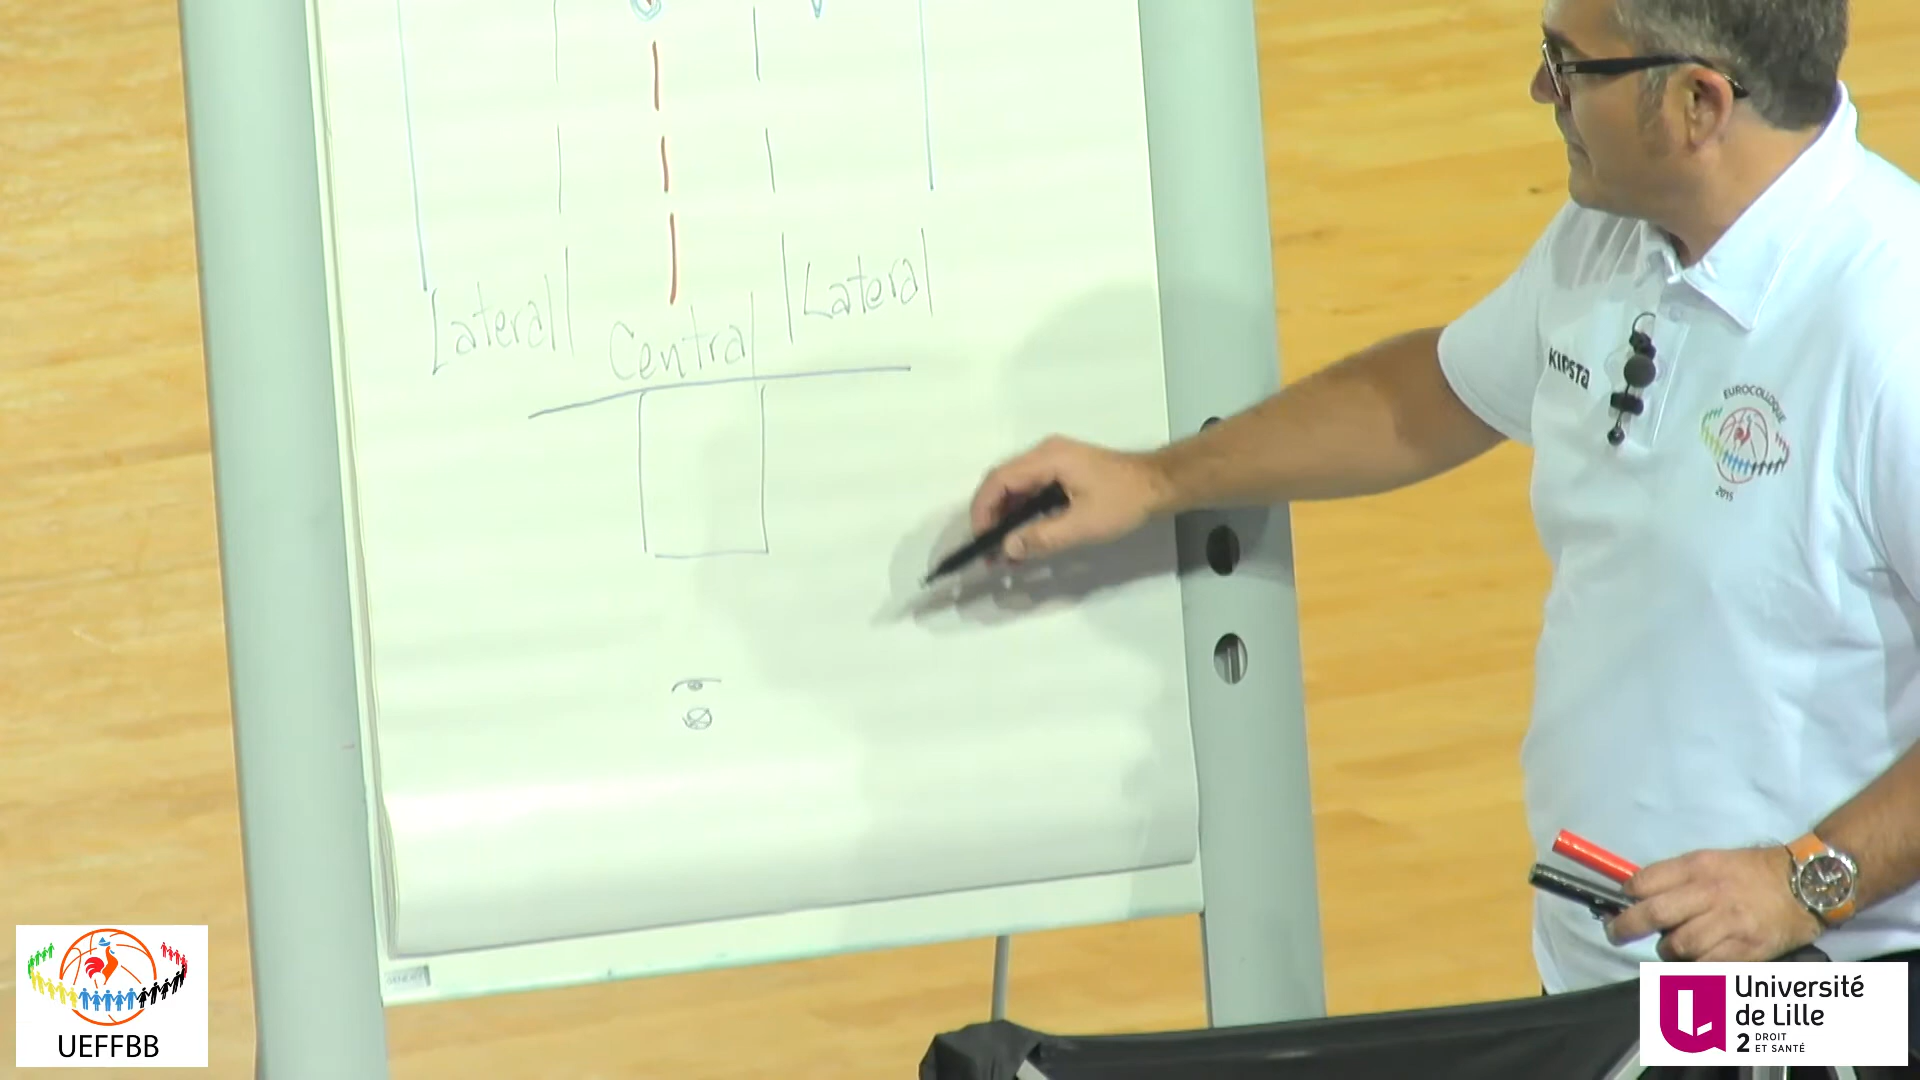 Lateral
Central
Lateral
KIPSTA
EUROCOLLOQUE
2015
UEFFBB
Université
de Lille
2 DROIT
ET SANTÉ